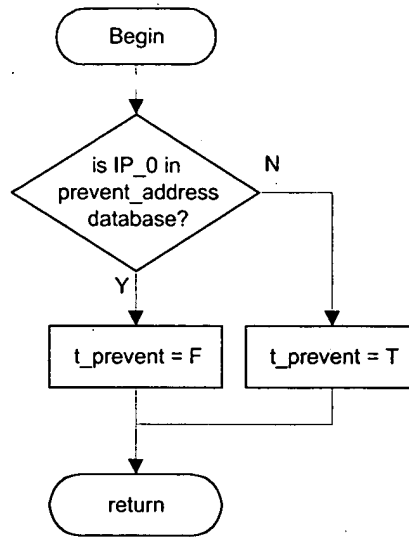 Begin
is IP_0 in
prevent_address
database?
N
Y
t_prevent = F
t_prevent = T
return